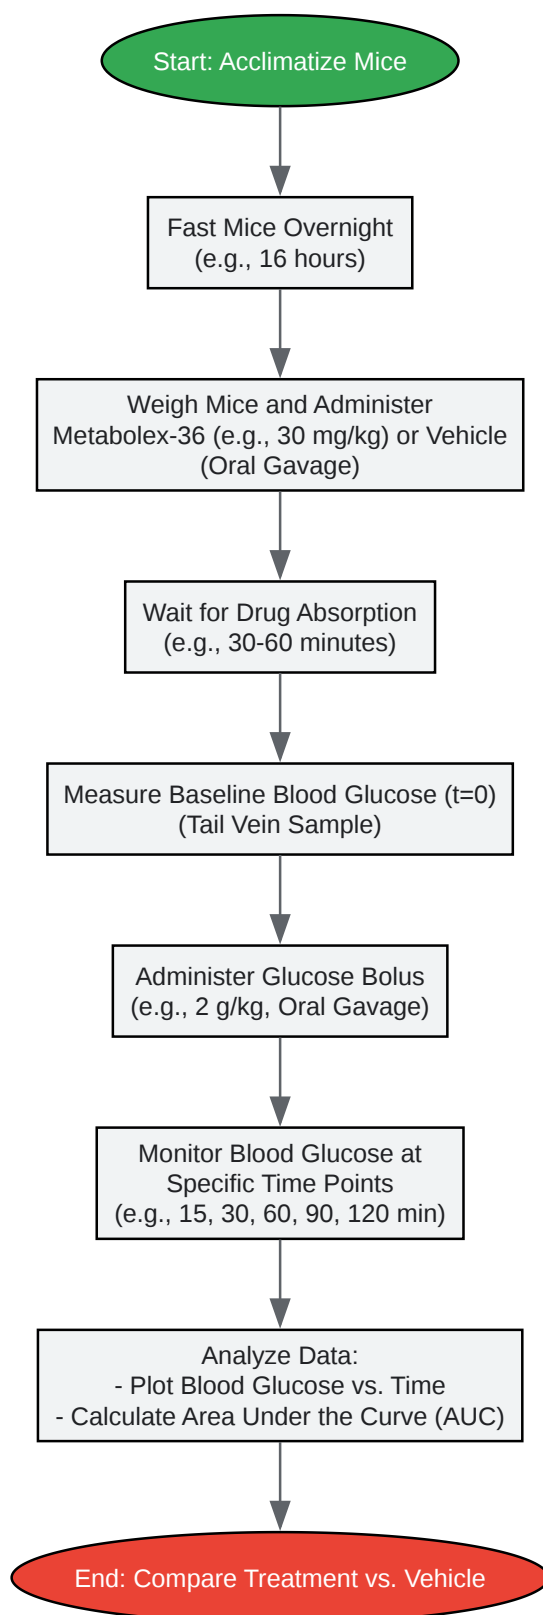 Start: Acclimatize Mice
Fast Mice Overnight
(e.g., 16 hours)
Weigh Mice and Administer
Metabolex-36 (e.g., 30 mg/kg) or Vehicle
(Oral Gavage)
Wait for Drug Absorption
(e.g., 30-60 minutes)
Measure Baseline Blood Glucose (t=0)
(Tail Vein Sample)
Administer Glucose Bolus
(e.g., 2 g/kg, Oral Gavage)
Monitor Blood Glucose at
Specific Time Points
(e.g., 15, 30, 60, 90, 120 min)
Analyze Data:
- Plot Blood Glucose vs. Time
- Calculate Area Under the Curve (AUC)
End: Compare Treatment vs. Vehicle